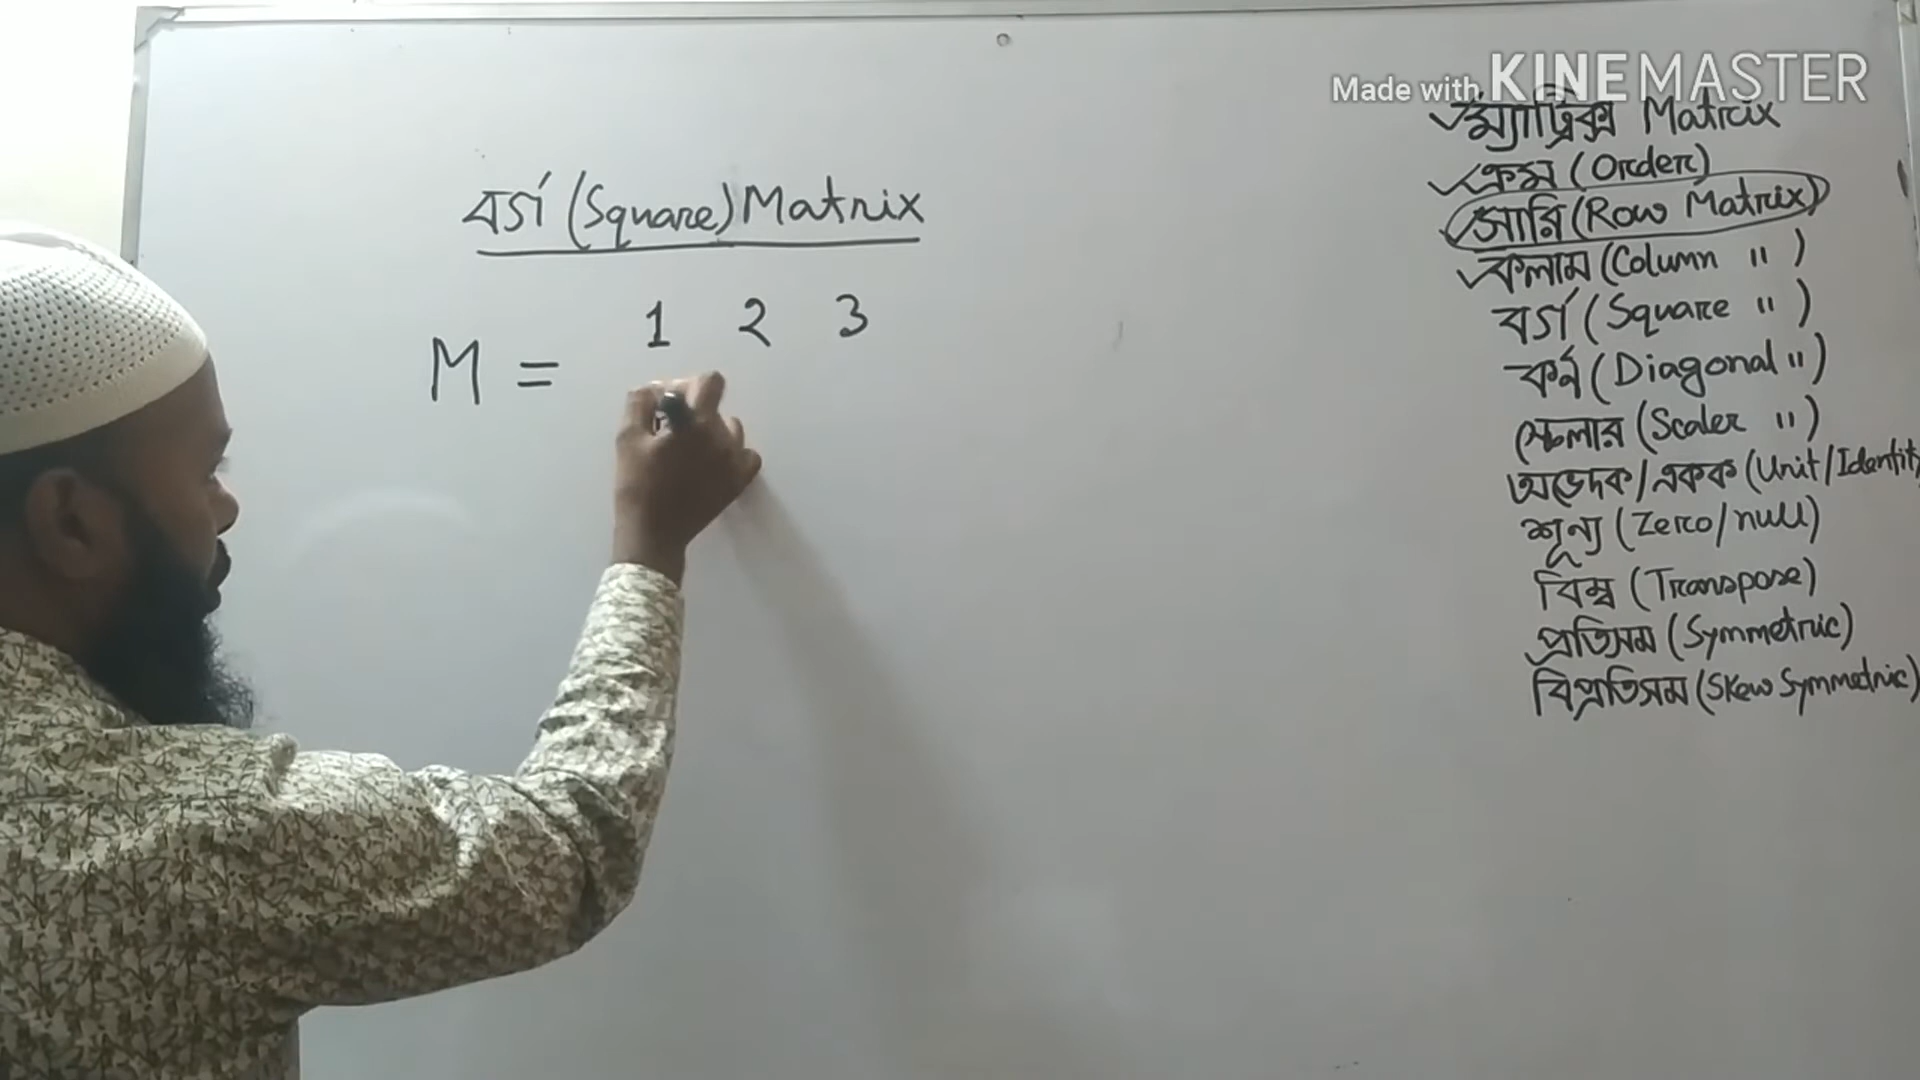 Made with KINEMASTER
বর্গ (Square) Matrix
M = 1 2 3
ম্যাট্রিক্স Matrix
ক্রম (Order)
সারি (Row Matrix)
কলাম (Column " )
বর্গ (Square " )
কর্ন (Diagonal " )
স্কেলার (Scaler " )
অভেদক/একক (Unit/Identity
শূন্য (Zero/null)
বিম্ব (Transpose)
প্রতিসম (Symmetric)
বিপ্রতিসম (Skew Symmetric)